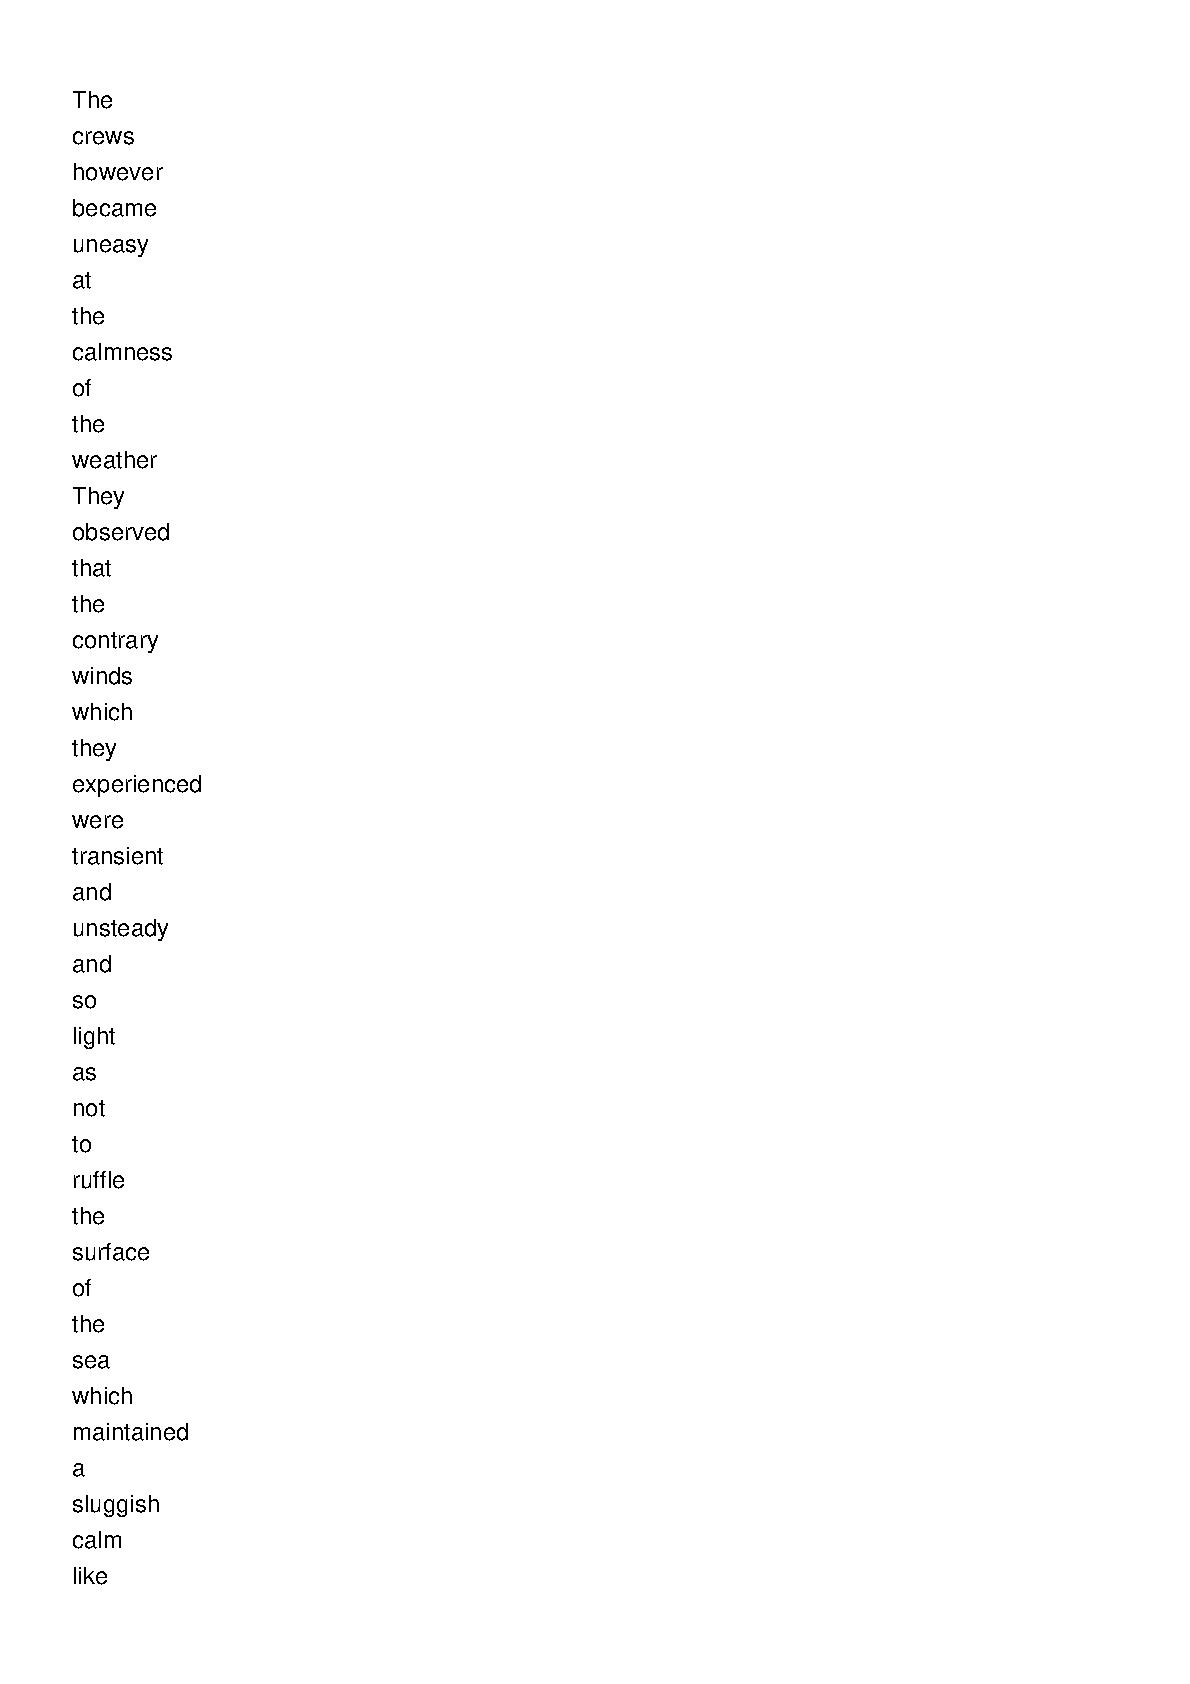 The
crews
however
became
uneasy
at
the
calmness
of
the
weather
They
observed
that
the
contrary
winds
which
they
experienced
were
transient
and
unsteady
and
so
light
as
not
to
ruffle
the
surface
of
the
sea
which
maintained
a
sluggish
calm
like